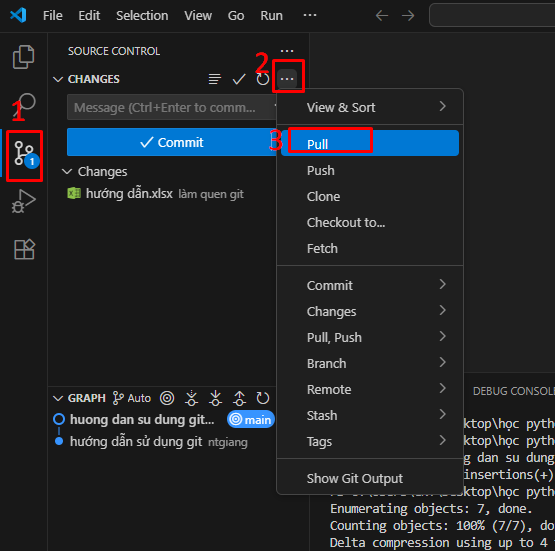 File Edit Selection View Go Run ···
SOURCE CONTROL ···
CHANGES
1
2
3
Message (Ctrl+Enter to comm...
Commit
Changes
hướng dẫn.xlsx làm quen git
1
View & Sort
Pull
Push
Clone
Checkout to...
Fetch
Commit
Changes
Pull, Push
Branch
Remote
Stash
Tags
Show Git Output
GRAPH Auto
huong dan su dung git... main
hướng dẫn sử dụng git ntgiang
DEBUG CONSOL
ktop\học pyth
ktop\học pyth
g dan su dung
insertions(+)
ktop\học pyth
Enumerating objects: 7, done.
Counting objects: 100% (7/7), do
Delta compression using up to 4